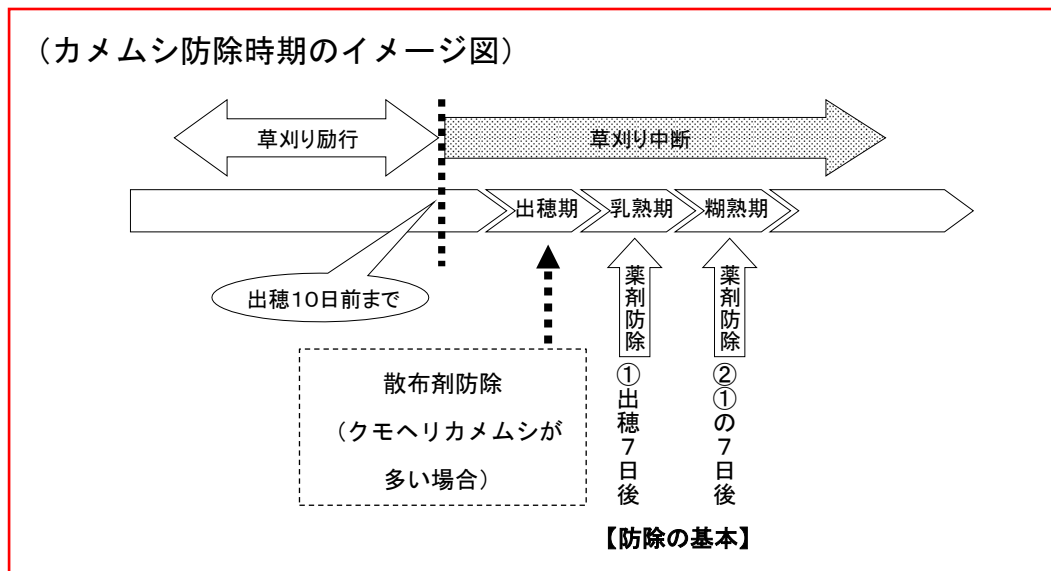 (カメムシ防除時期のイメージ図)
草刈り励行
草刈り中断
出穂期
乳熟期
糊熟期
出穂10日前まで
散布剤防除
(クモヘリカメムシが
多い場合)
薬剤防除
①出穂7日後
薬剤防除
②①の7日後
【防除の基本】